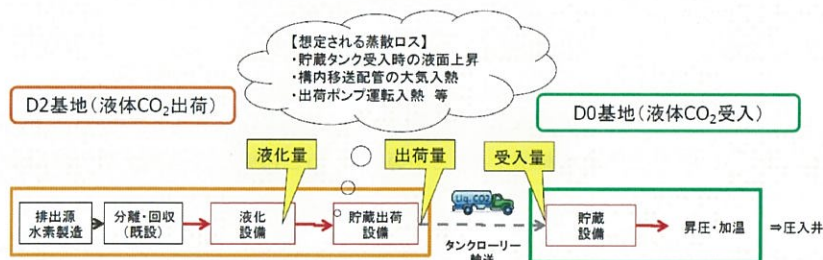 【想定される蒸散ロス】
・貯蔵タンク受入時の液面上昇
・構内移送配管の大気入熱
・出荷ポンプ運転入熱 等
D2基地(液体CO₂出荷)
D0基地(液体CO₂受入)
液化量
出荷量
受入量
排出源
水素製造
分離・回収
(既設)
液化
設備
貯蔵出荷
設備
Liq CO2
タンクローリー
輸送
貯蔵
設備
昇圧・加温
⇒圧入井